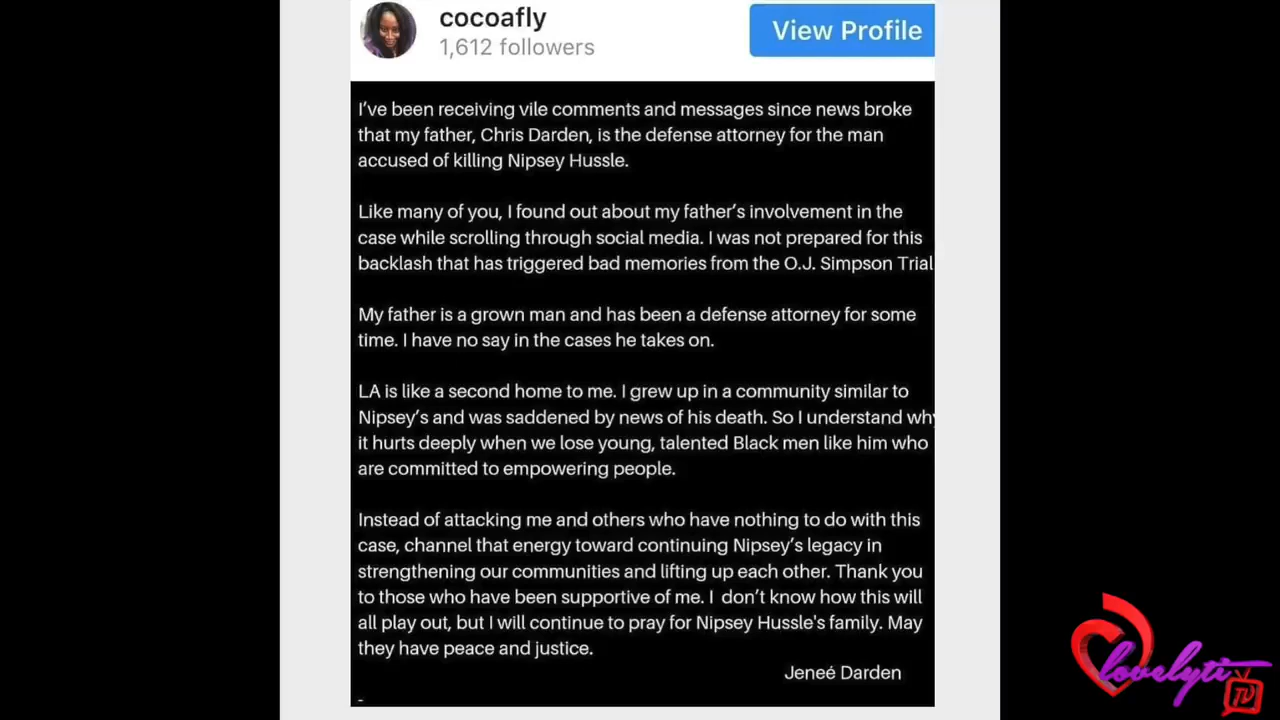 cocoafly
1,612 followers
View Profile
I've been receiving vile comments and messages since news broke
that my father, Chris Darden, is the defense attorney for the man
accused of killing Nipsey Hussle.
Like many of you, I found out about my father's involvement in the
case while scrolling through social media. I was not prepared for this
backlash that has triggered bad memories from the O.J. Simpson Trial
My father is a grown man and has been a defense attorney for some
time. I have no say in the cases he takes on.
LA is like a second home to me. I grew up in a community similar to
Nipsey's and was saddened by news of his death. So I understand why
it hurts deeply when we lose young, talented Black men like him who
are committed to empowering people.
Instead of attacking me and others who have nothing to do with this
case, channel that energy toward continuing Nipsey's legacy in
strengthening our communities and lifting up each other. Thank you
to those who have been supportive of me. I don't know how this will
all play out, but I will continue to pray for Nipsey Hussle's family. May
they have peace and justice.
Jeneé Darden
-
lovelyti
TV